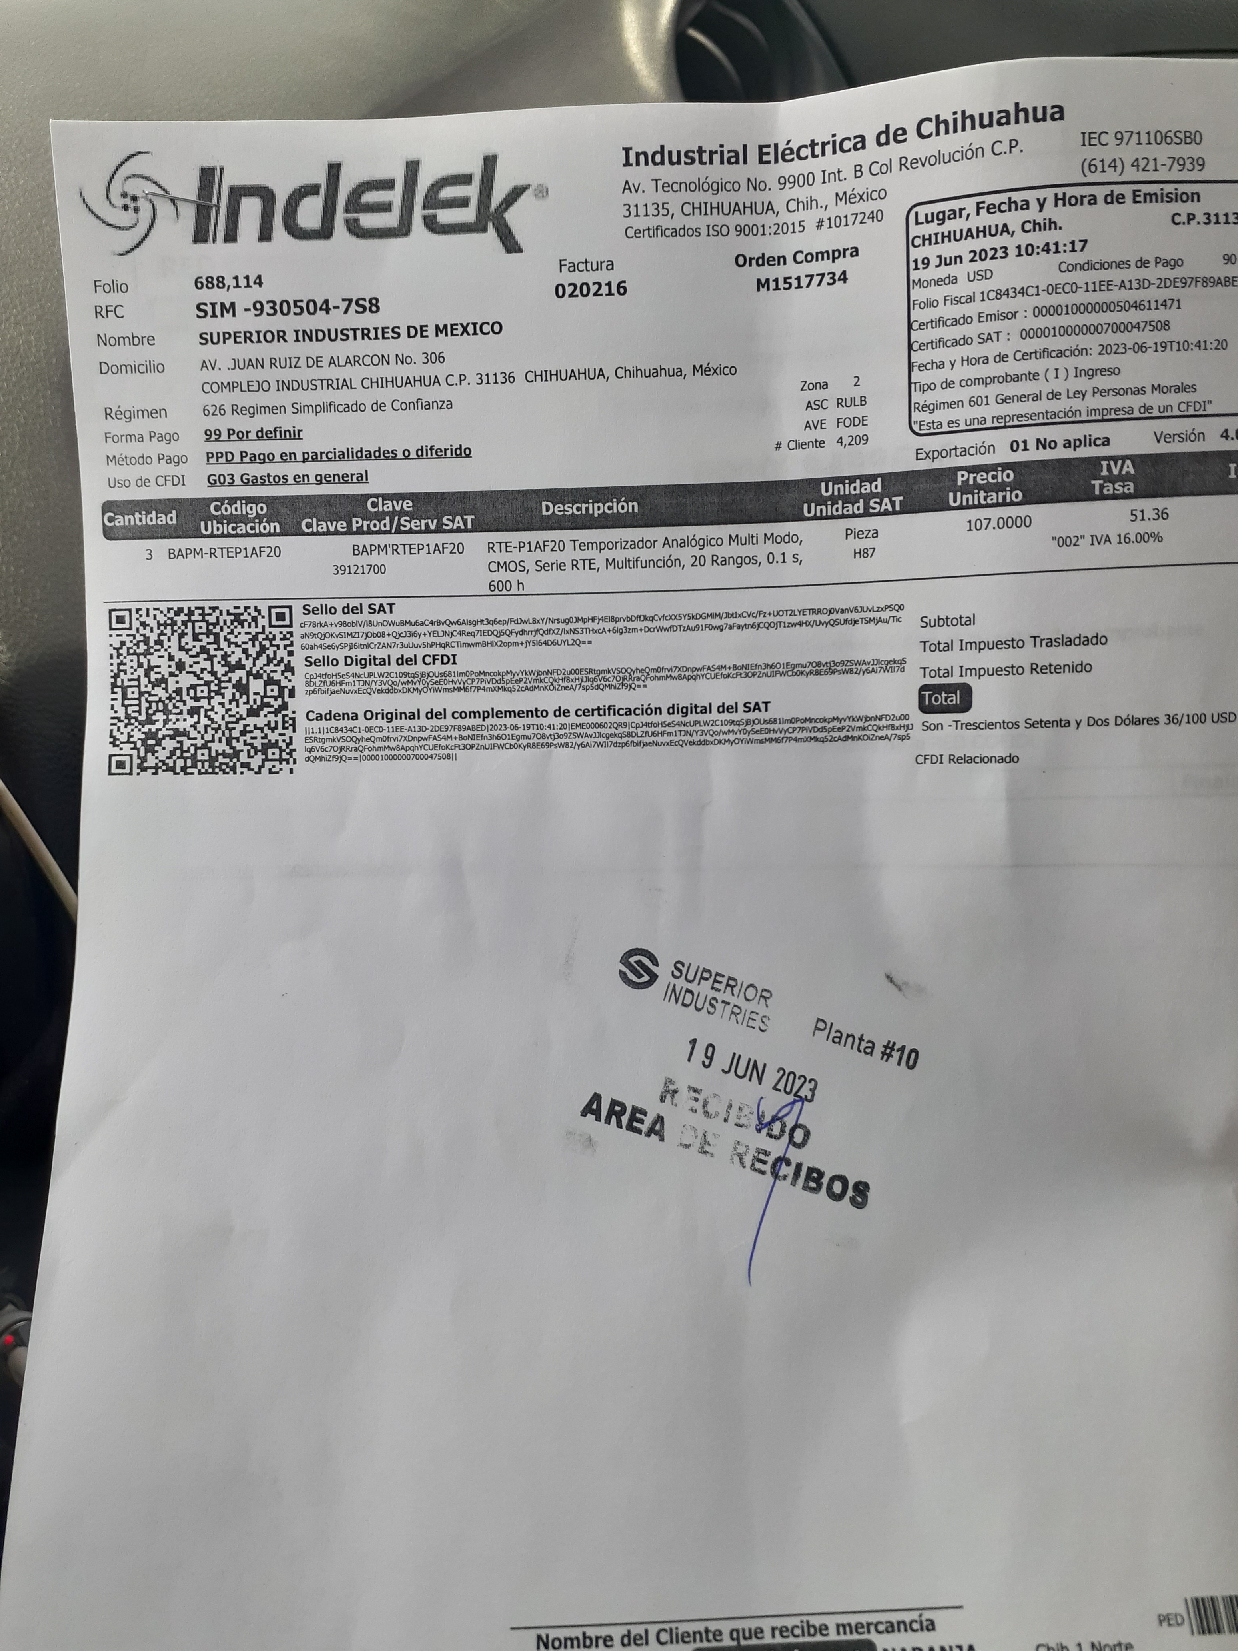 Indelek®
Industrial Eléctrica de Chihuahua
Av. Tecnológico No. 9900 Int. B Col Revolución C.P.
31135, CHIHUAHUA, Chih., México
Certificados ISO 9001:2015 #1017240
IEC 971106SB0
(614) 421-7939
Lugar, Fecha y Hora de Emision
CHIHUAHUA, Chih. C.P.3113
19 Jun 2023 10:41:17
Moneda USD Condiciones de Pago 90
Folio Fiscal 1C8434C1-0EC0-11EE-A13D-2DE97F89ABE
Certificado Emisor : 00001000000504611471
Certificado SAT : 00001000000700047508
Fecha y Hora de Certificación: 2023-06-19T10:41:20
Tipo de comprobante ( I ) Ingreso
Régimen 601 General de Ley Personas Morales
"Esta es una representación impresa de un CFDI"
Exportación 01 No aplica Versión 4.
Folio 688,114
Factura
020216
Orden Compra
M1517734
RFC SIM -930504-7S8
Nombre SUPERIOR INDUSTRIES DE MEXICO
Domicilio AV. .JUAN RUIZ DE ALARCON No. 306
COMPLEJO INDUSTRIAL CHIHUAHUA C.P. 31136 CHIHUAHUA, Chihuahua, México
Régimen 626 Regimen Simplificado de Confianza
Forma Pago 99 Por definir
Método Pago PPD Pago en parcialidades o diferido
Uso de CFDI G03 Gastos en general
Zona 2
ASC RULB
AVE FODE
# Cliente 4,209
Cantidad Código Ubicación Clave Clave Prod/Serv SAT Descripción Unidad Unidad SAT Precio Unitario IVA Tasa
3 BAPM-RTEP1AF20 BAPM'RTEP1AF20 RTE-P1AF20 Temporizador Analógico Multi Modo, Pieza 107.0000 51.36
39121700 CMOS, Serie RTE, Multifunción, 20 Rangos, 0.1 s, H87 "002" IVA 16.00%
600 h
Sello del SAT
Sello Digital del CFDI
Cadena Original del complemento de certificación digital del SAT
Subtotal
Total Impuesto Trasladado
Total Impuesto Retenido
Total
Son -Trescientos Setenta y Dos Dólares 36/100 USD
CFDI Relacionado
SUPERIOR
INDUSTRIES
Planta #10
19 JUN 2023
RECIBIDO
AREA DE RECIBOS
Nombre del Cliente que recibe mercancía
PED
Chih 1 Norte